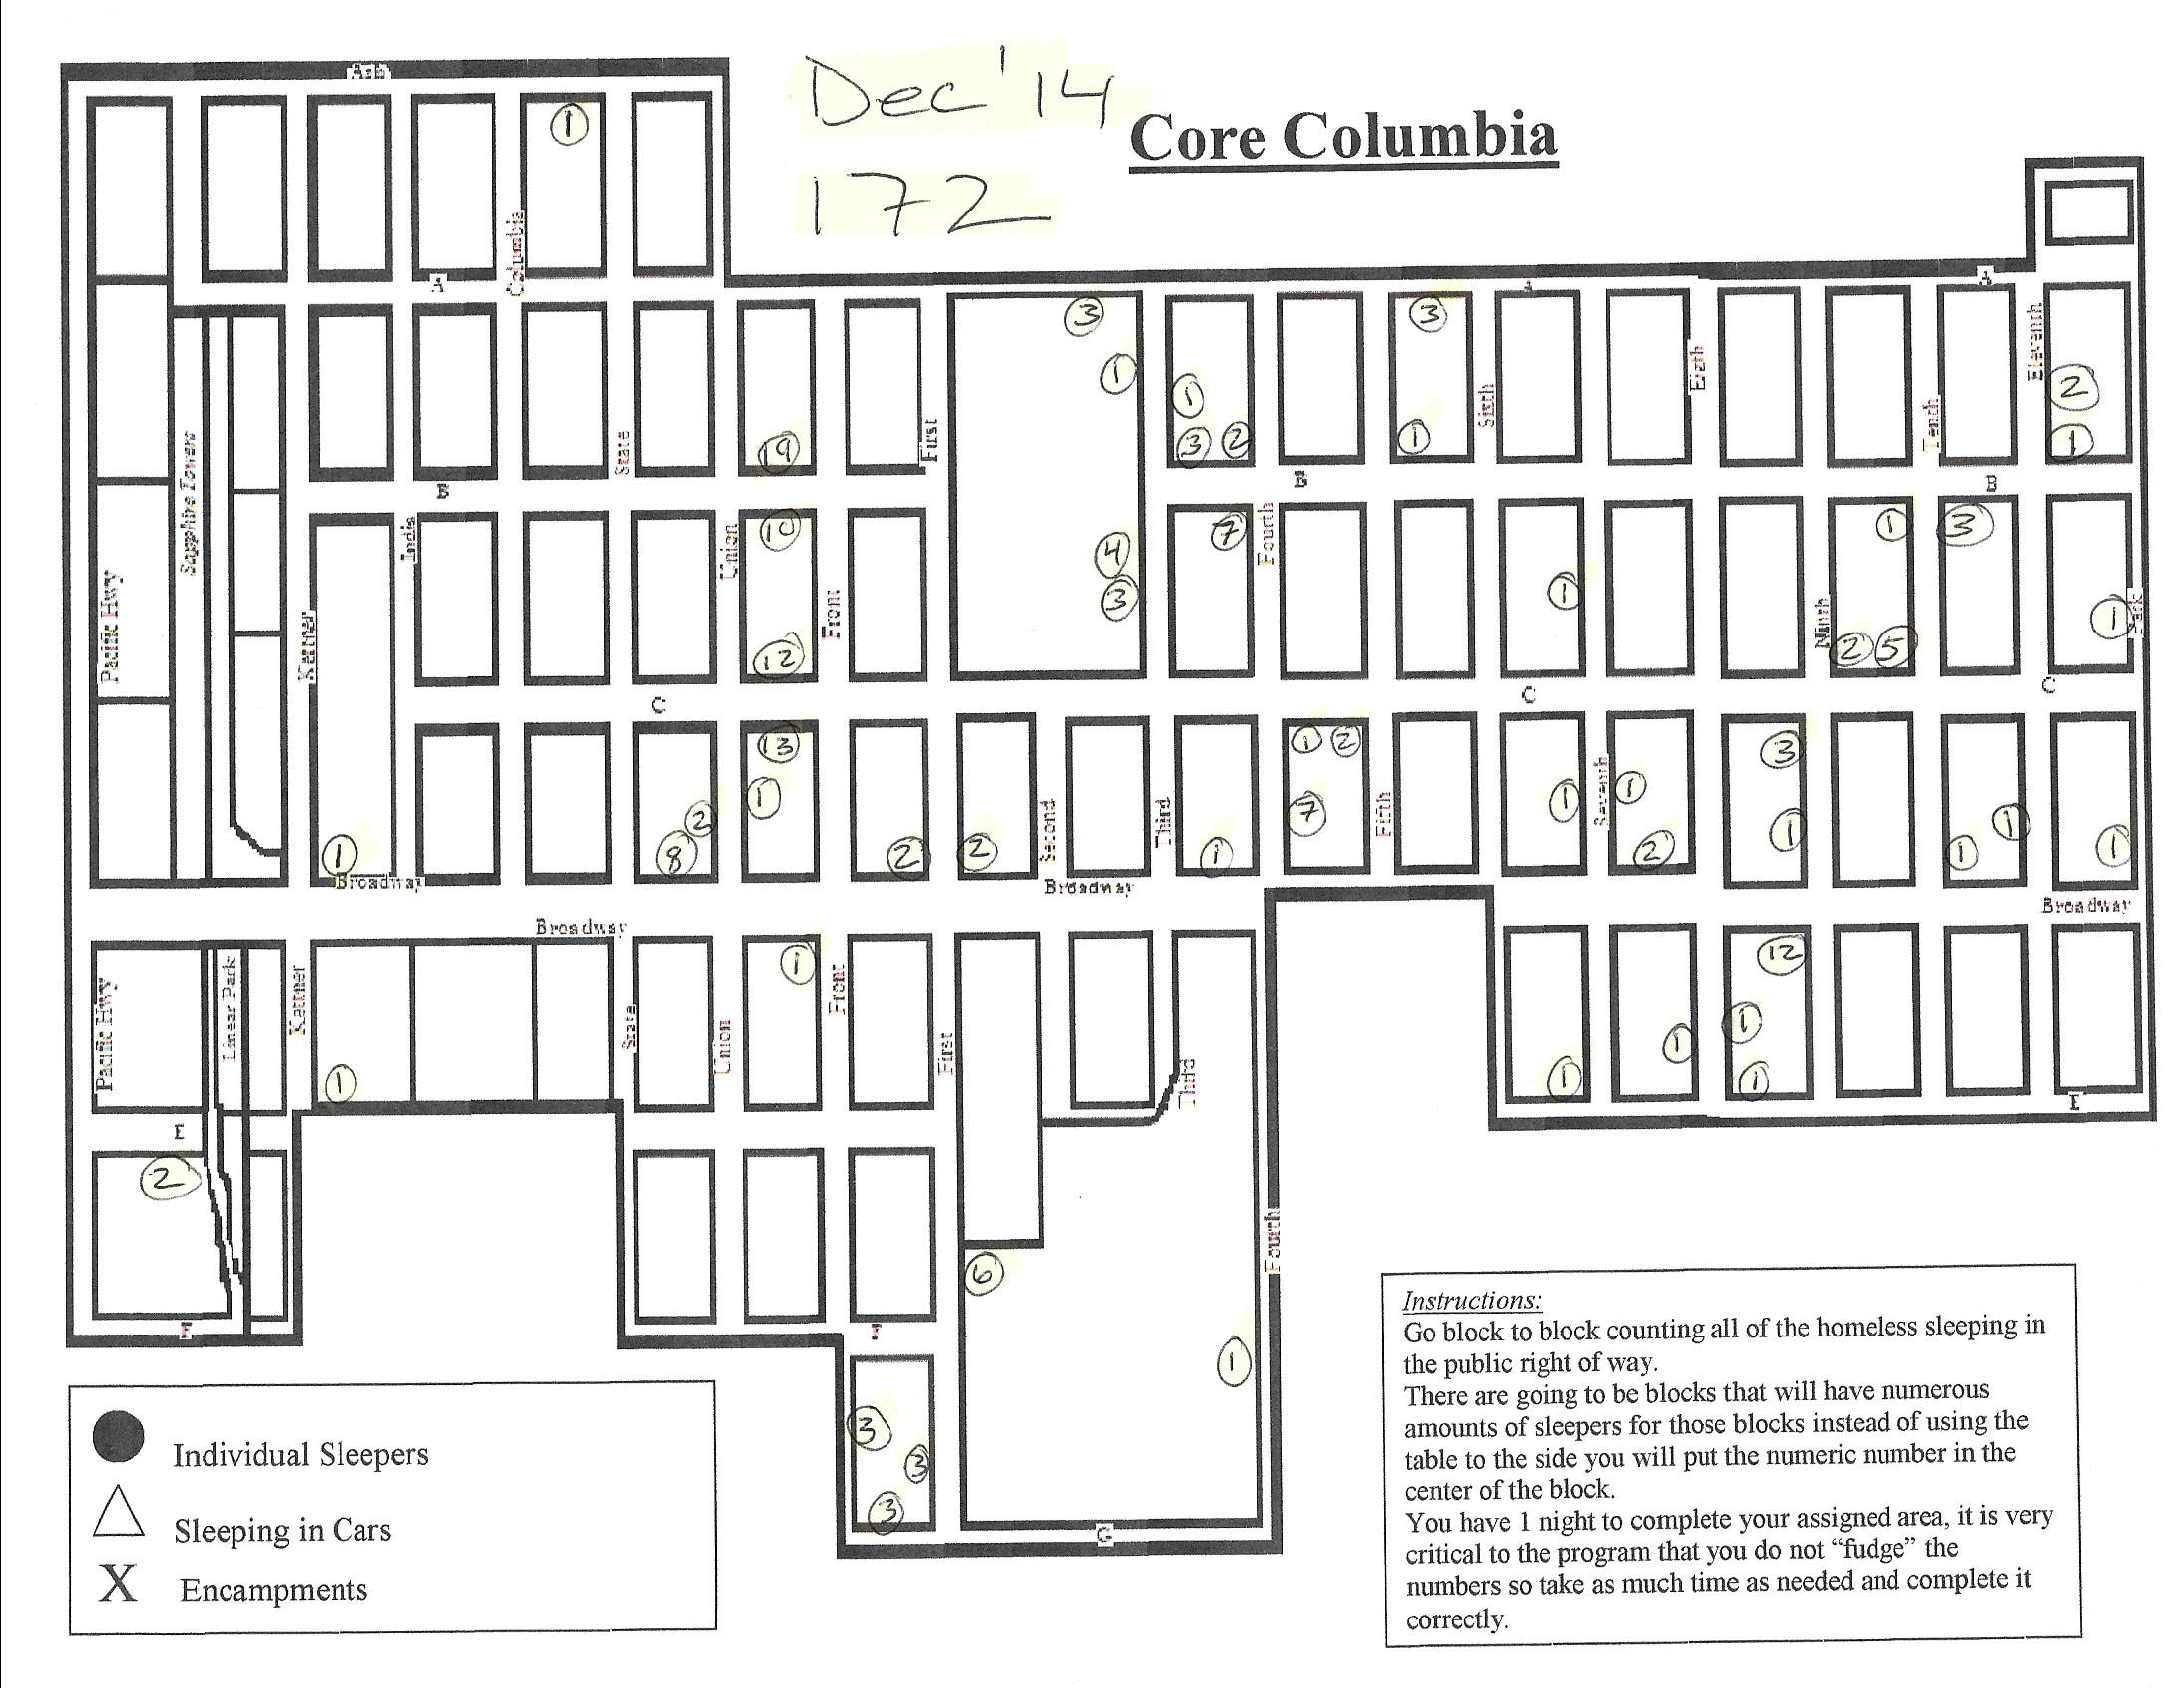 Ash
Dec '14
Core Columbia
172
1
Columbia
A
A
A
3
3
1
1
2
Eleventh
Eigth
Sixth
Tenth
First
State
Sapphire Towers
19
3
2
1
1
B
B
B
10
7
Fourth
1
3
India
Union
4
3
1
Pacific Hwy
Kettner
Front
12
Ninth
2
5
1
Park
C
C
C
13
1
2
3
1
2
8
7
Second
Third
Fifth
1
Seventh
1
1
1
1
1
2
2
1
2
1
1
Broadway
Broadway
Broadway
Broadway
1
12
Pacific Hwy
Linear Park
Kettner
State
Union
Front
First
Third
1
1
1
1
1
E
E
2
Fourth
6
F
F
1
3
3
3
G
Individual Sleepers
Sleeping in Cars
X Encampments
Instructions:
Go block to block counting all of the homeless sleeping in
the public right of way.
There are going to be blocks that will have numerous
amounts of sleepers for those blocks instead of using the
table to the side you will put the numeric number in the
center of the block.
You have 1 night to complete your assigned area, it is very
critical to the program that you do not “fudge” the
numbers so take as much time as needed and complete it
correctly.